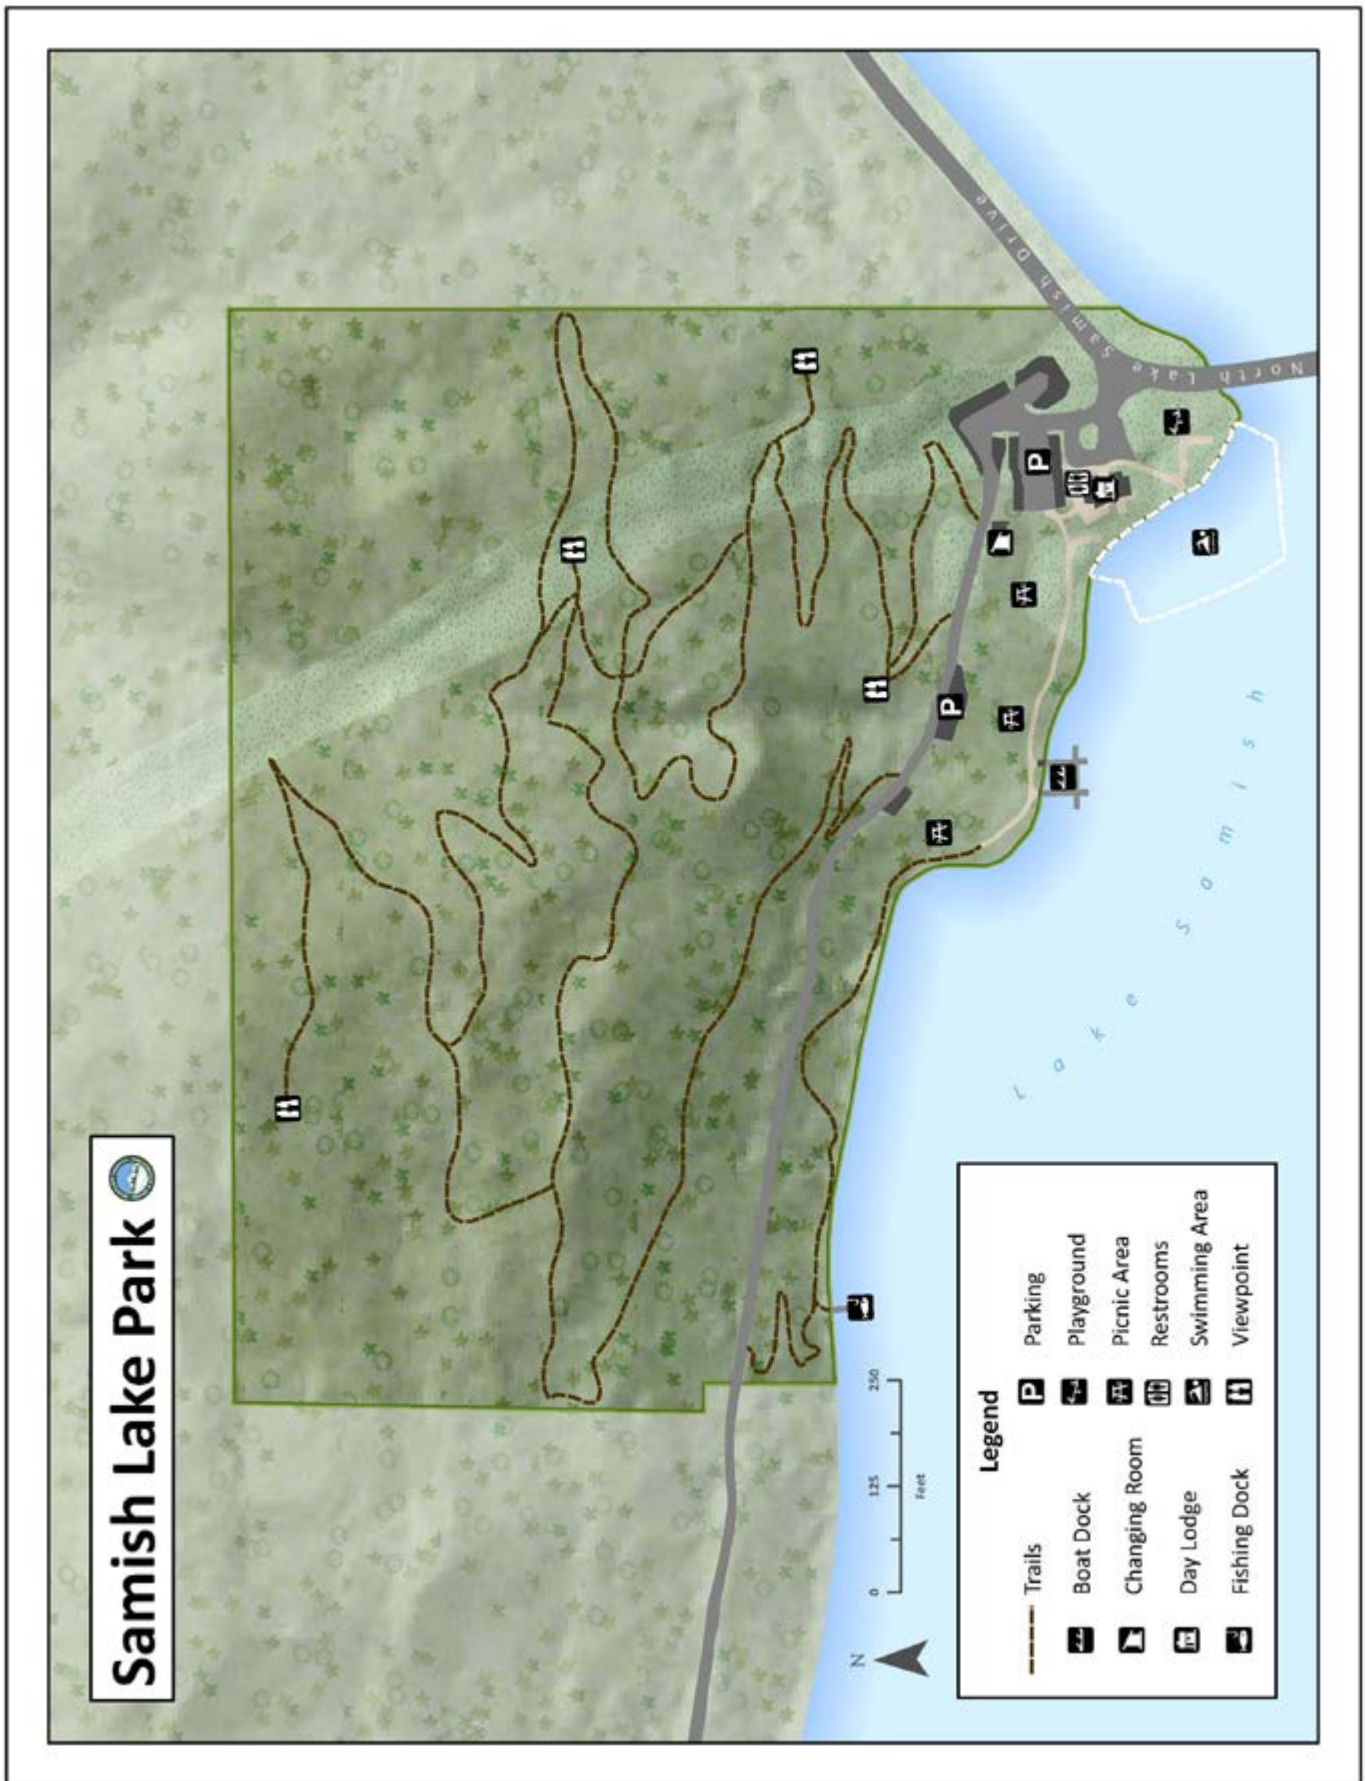 Samish Lake Park
P
P
North Lake Samish Drive
Lake Samish
N
0 125 250
Feet
Legend
Trails
Boat Dock
Changing Room
Day Lodge
Fishing Dock
P Parking
Playground
Picnic Area
Restrooms
Swimming Area
Viewpoint